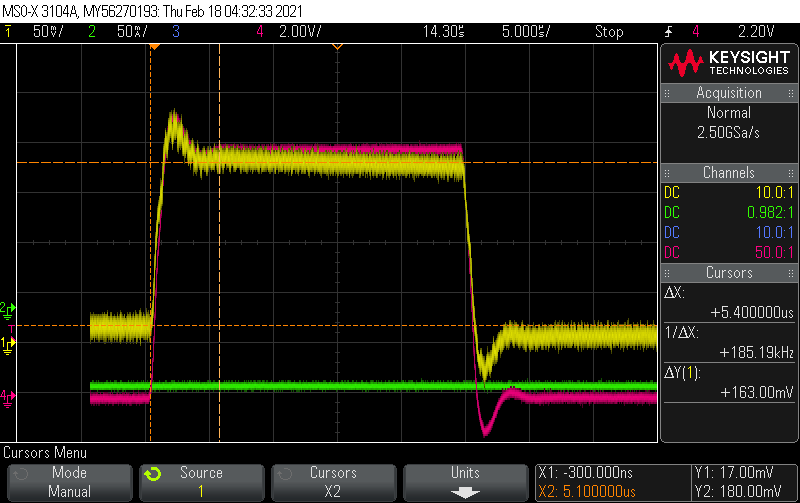 MSO-X 3104A, MY56270193: Thu Feb 18 04:32:33 2021
1 50mV/ 2 50mV/ 3 4 2.00V/ 14.30s 5.000s/ Stop 4 2.20V
KEYSIGHT
TECHNOLOGIES
Acquisition
Normal
2.50GSa/s
Channels
DC 10.0:1
DC 0.982:1
DC 10.0:1
DC 50.0:1
Cursors
ΔX:
+5.400000us
1/ΔX:
+185.19kHz
ΔY(1):
+163.00mV
2
1
4
Cursors Menu
Mode
Manual
Source
1
Cursors
X2
Units
X1: -300.000ns
X2: 5.100000us
Y1: 17.00mV
Y2: 180.00mV